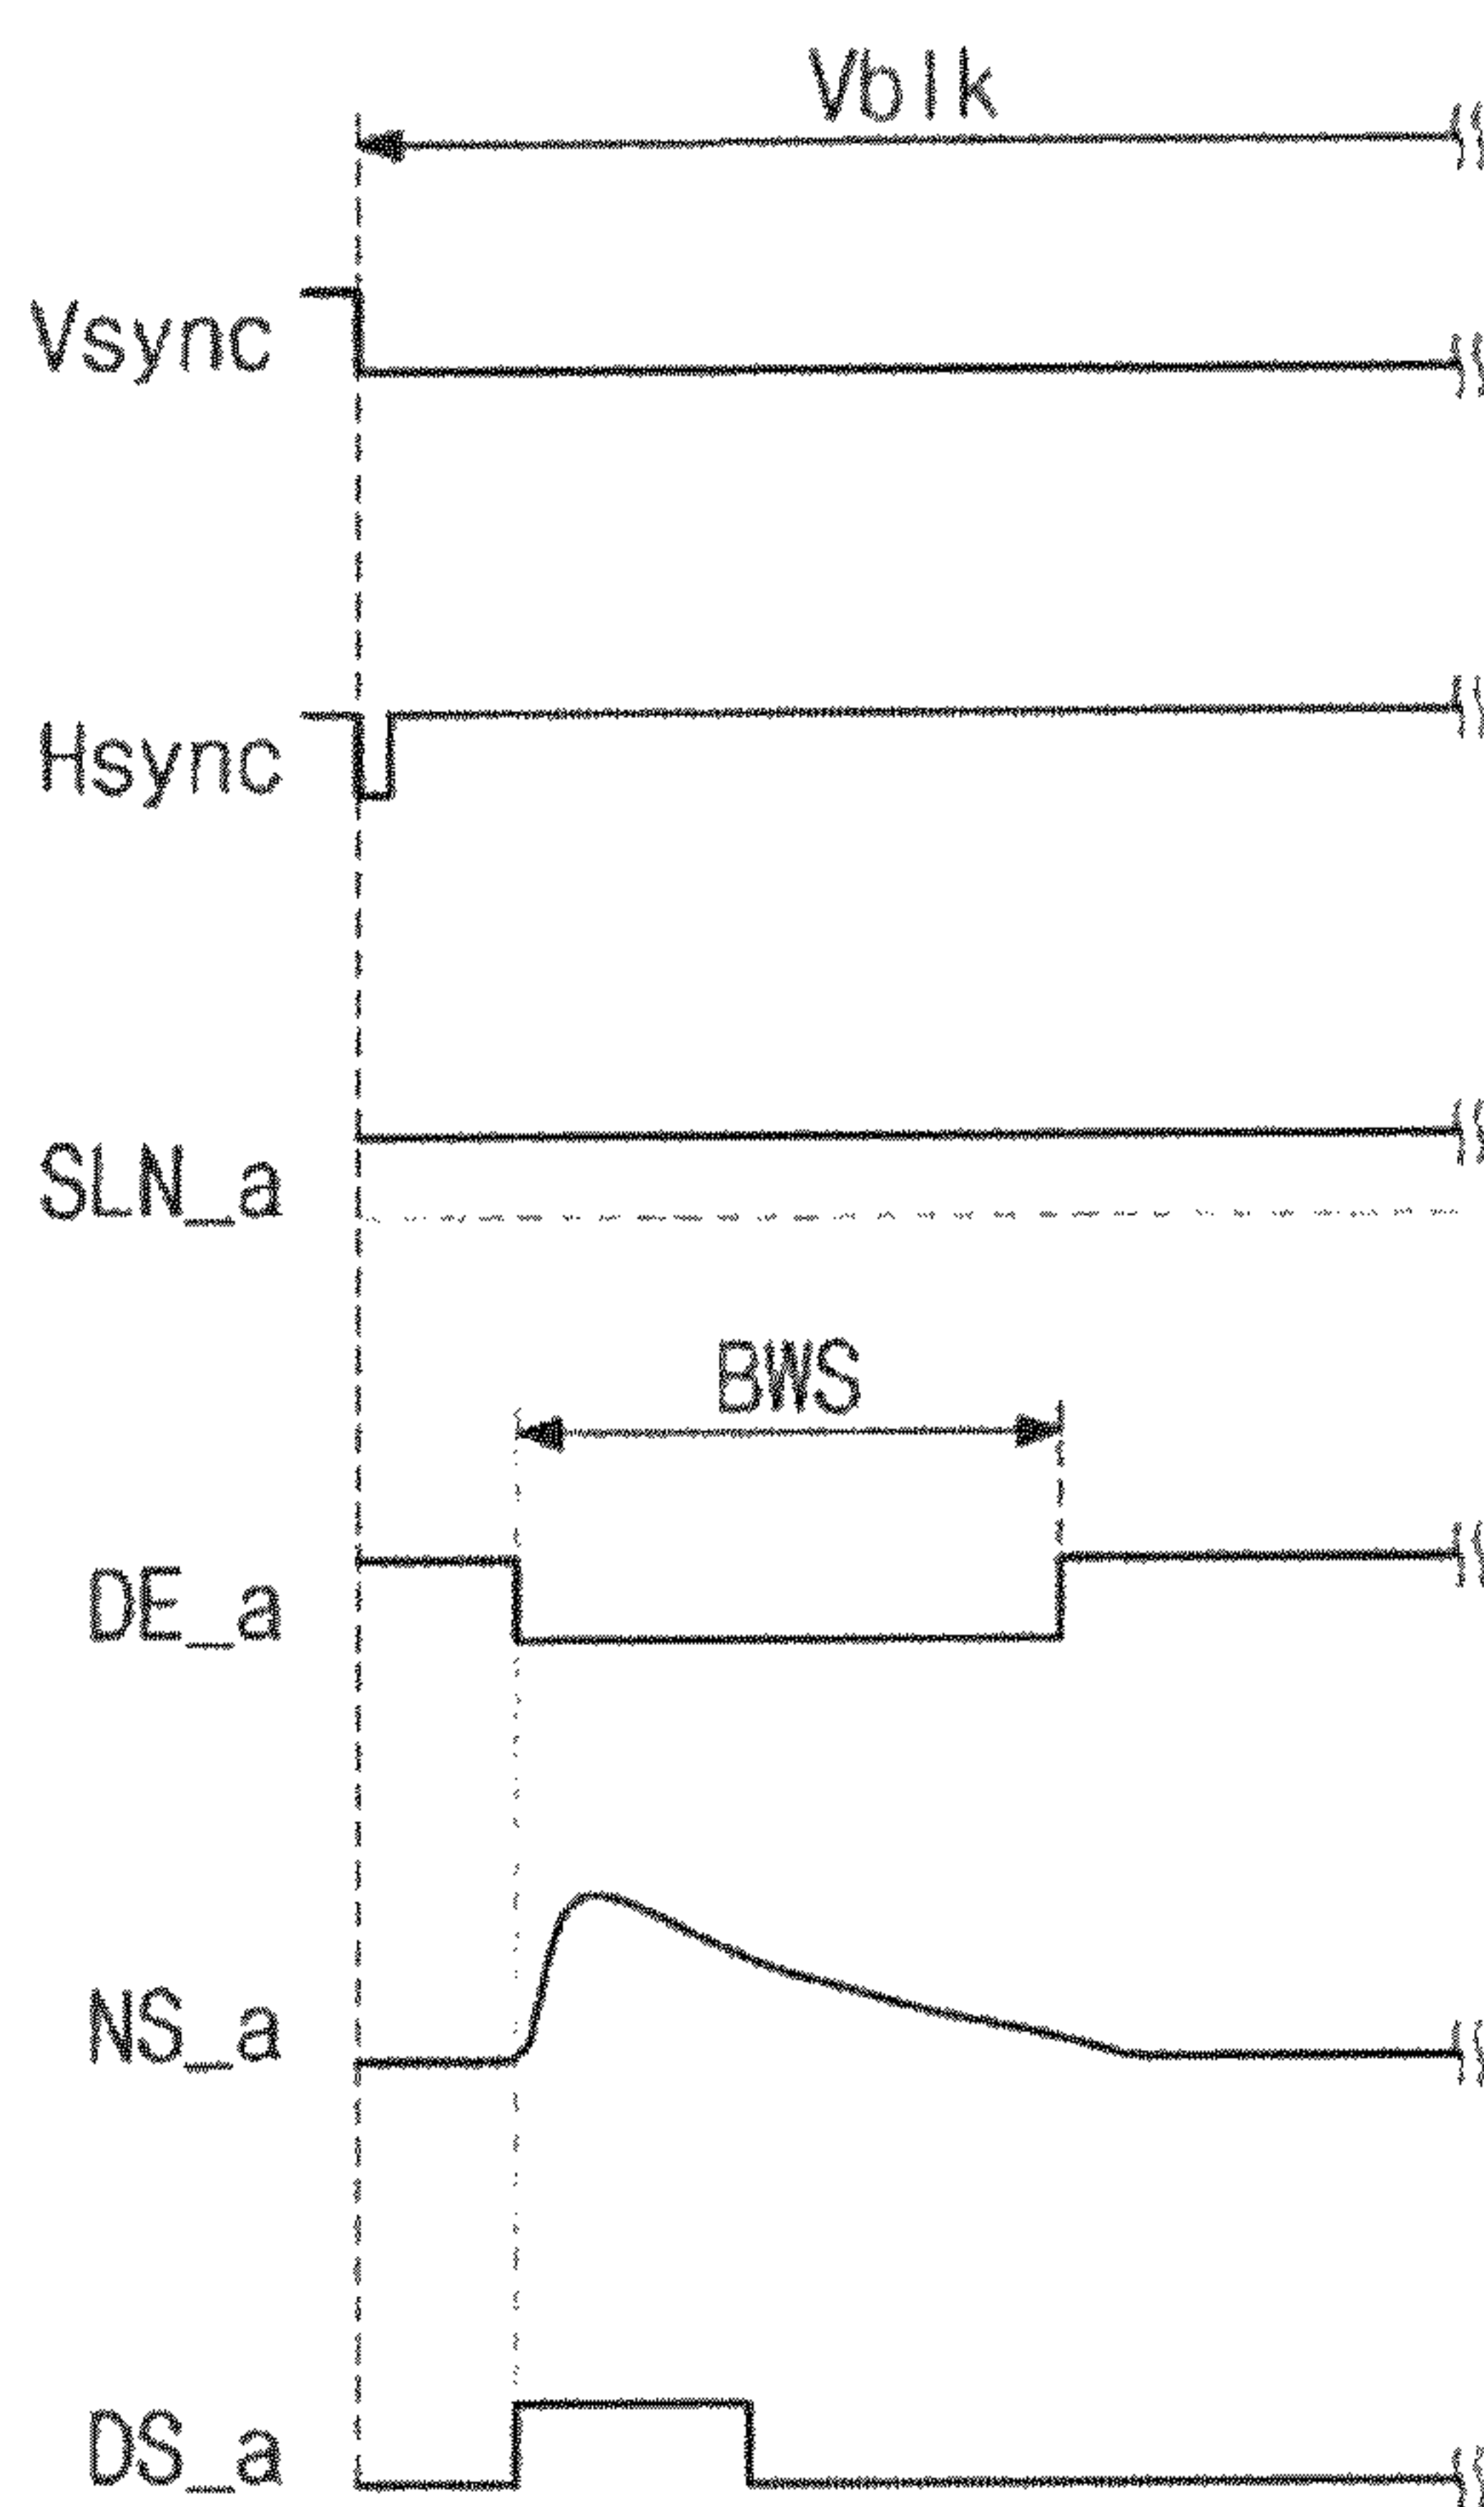 Vblk
Vsync
Hsync
SLN_a
BWS
DE_a
NS_a
DS_a